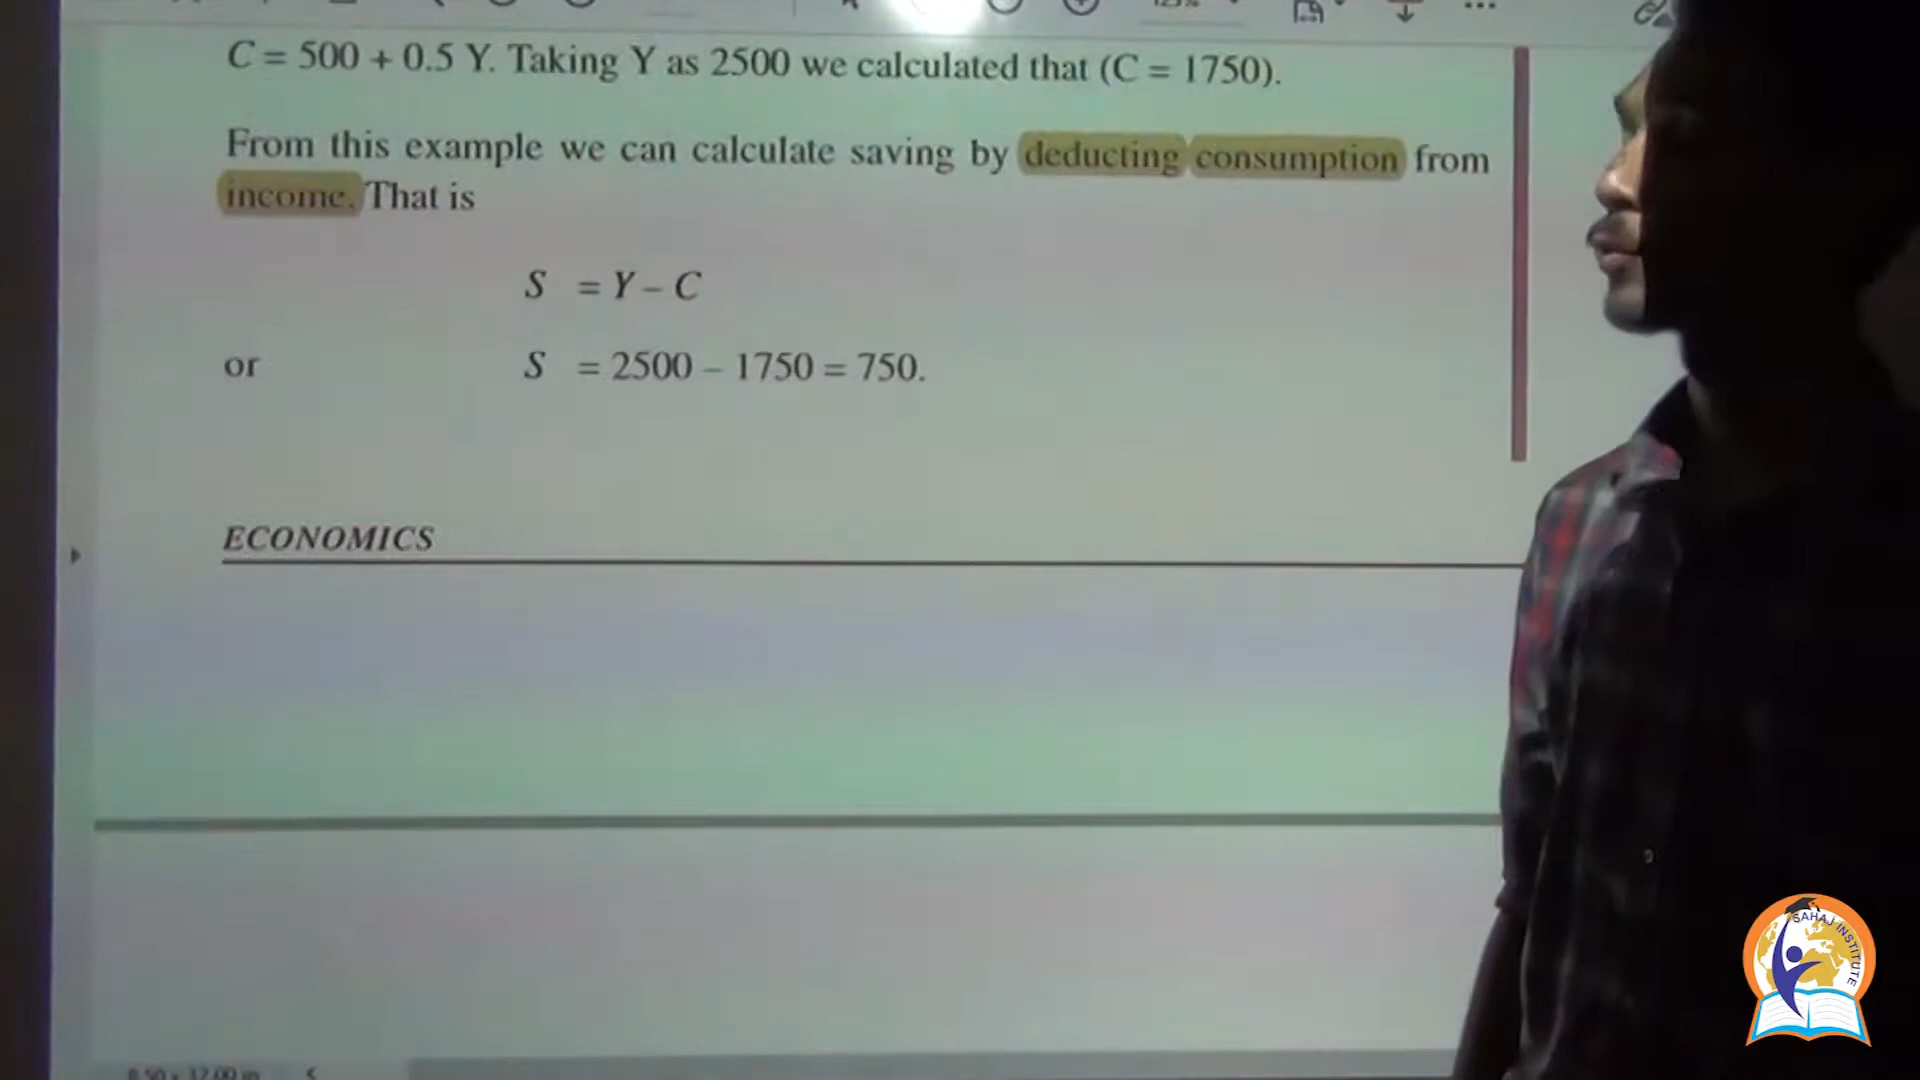 C = 500 + 0.5 Y. Taking Y as 2500 we calculated that (C = 1750).
From this example we can calculate saving by deducting consumption from
income. That is
S = Y – C
or S = 2500 – 1750 = 750.
ECONOMICS
SAHAJ INSTITUTE